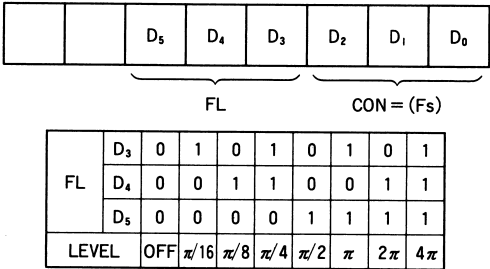 D5 D4 D3 D2 D1 D0
FL CON=(Fs)
D3 0 1 0 1 0 1 0 1
FL D4 0 0 1 1 0 0 1 1
D5 0 0 0 0 1 1 1 1
LEVEL OFF π/16 π/8 π/4 π/2 π 2π 4π